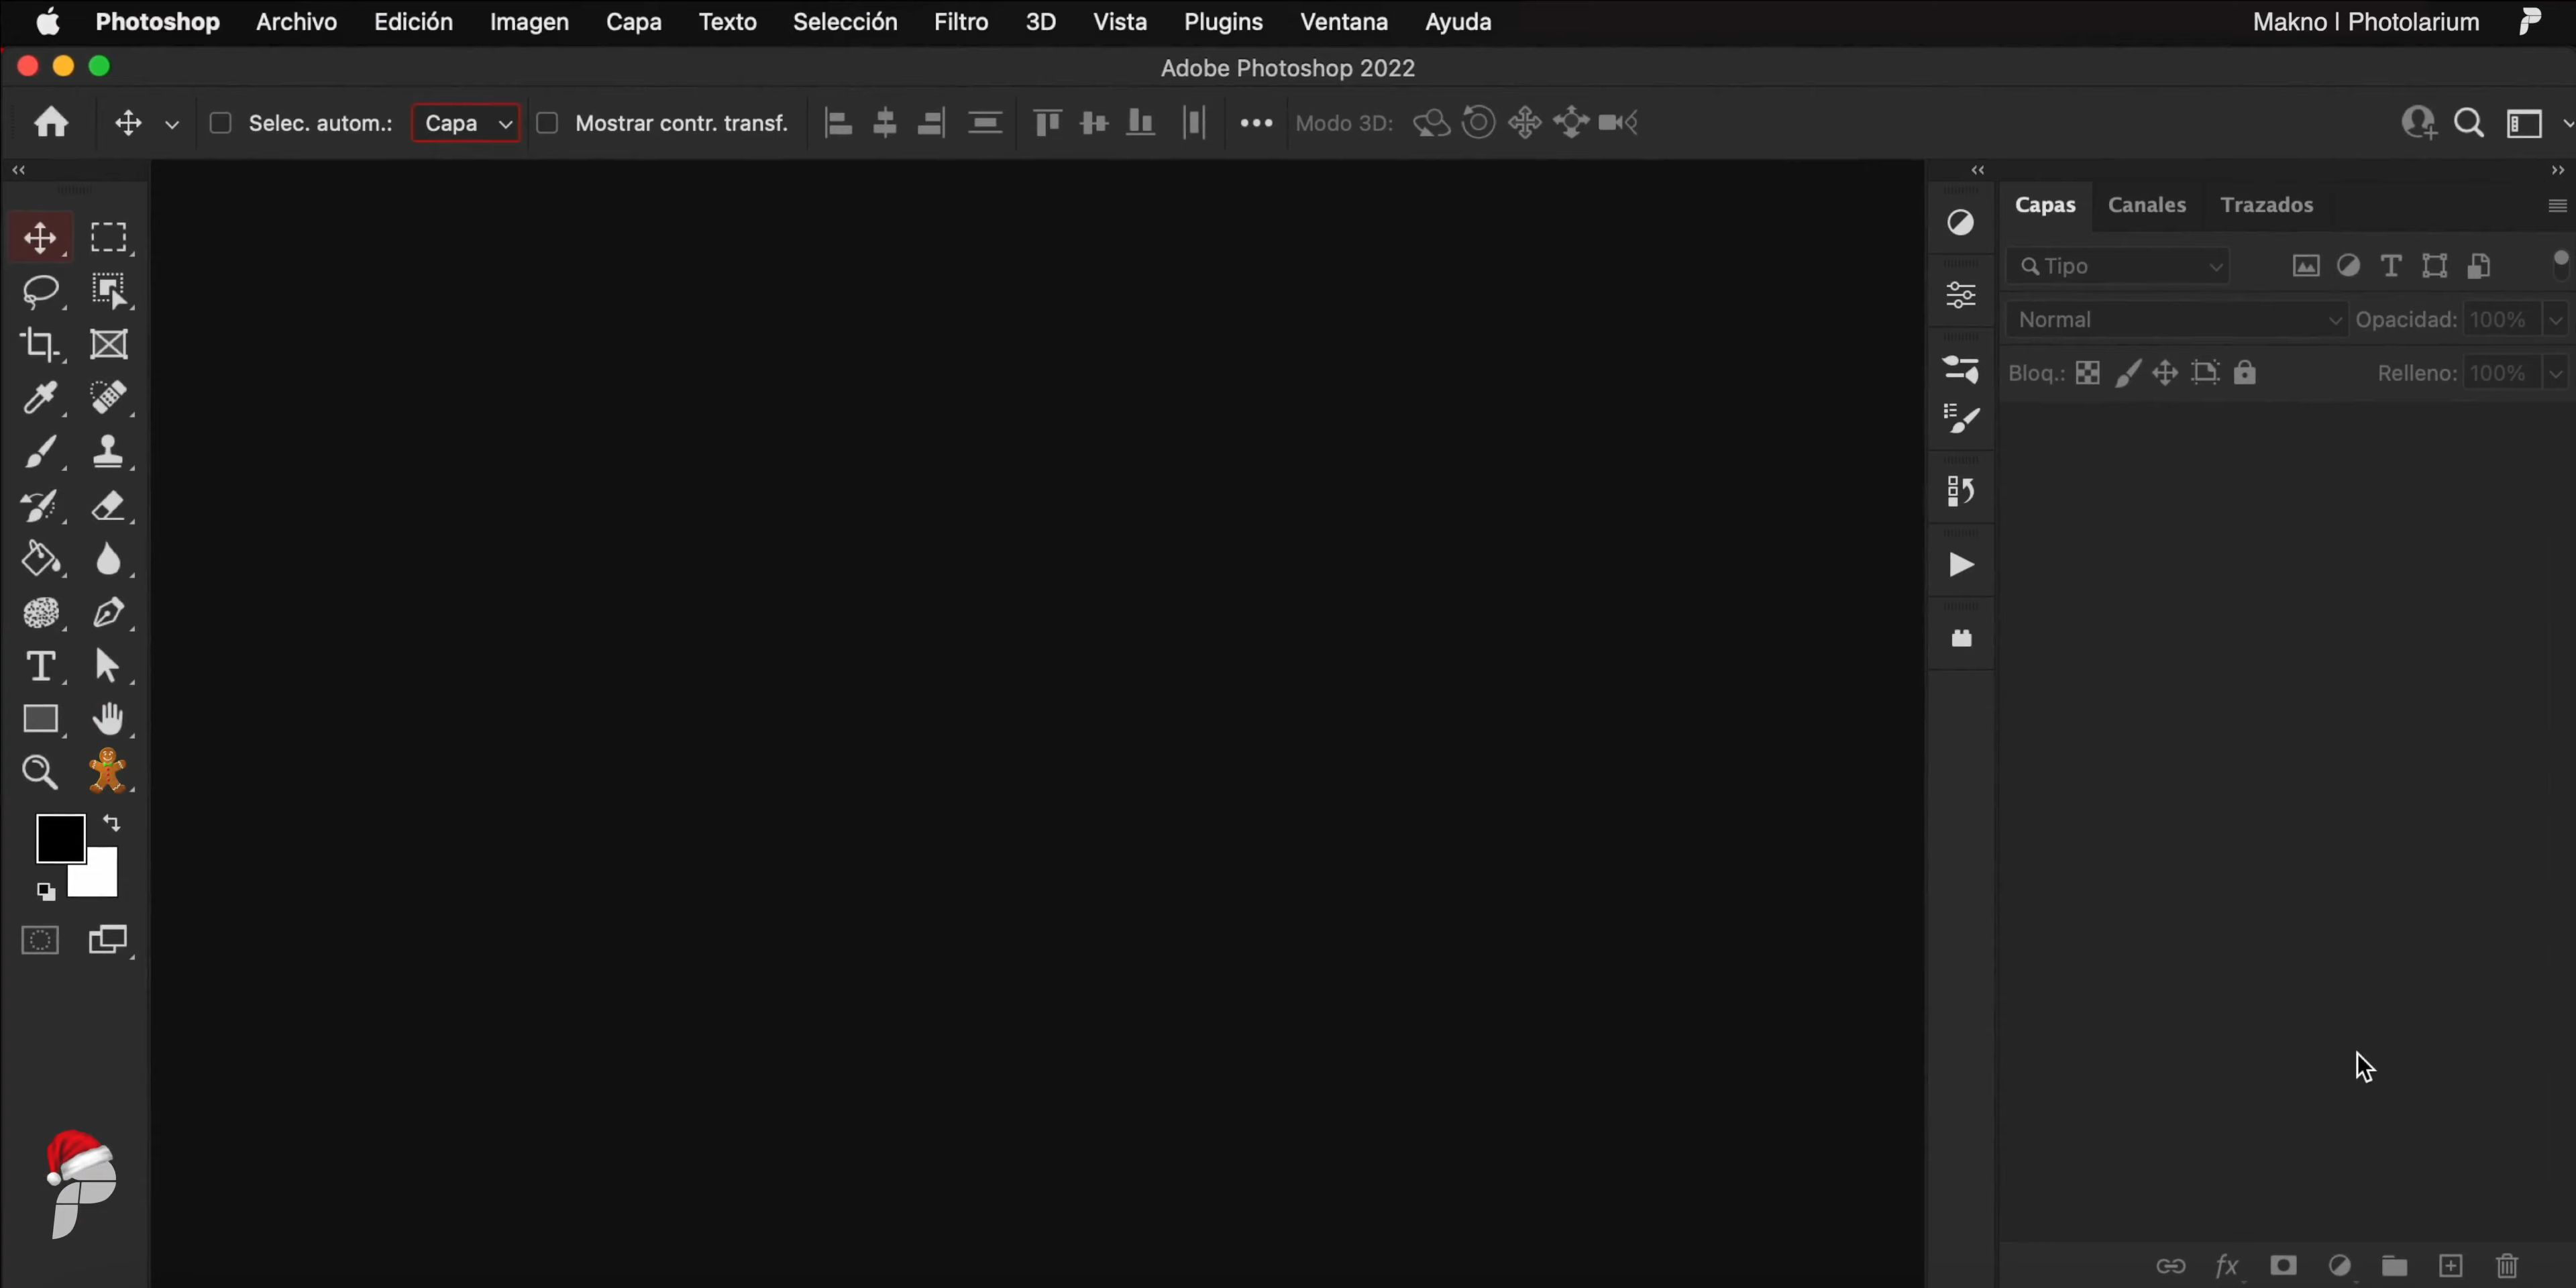 Photoshop Archivo Edición Imagen Capa Texto Selección Filtro 3D Vista Plugins Ventana Ayuda Makno | Photolarium
Adobe Photoshop 2022
Selec. autom.: Capa Mostrar contr. transf. Modo 3D:
Capas Canales Trazados
Tipo
Normal Opacidad: 100%
Bloq.: Relleno: 100%
fx